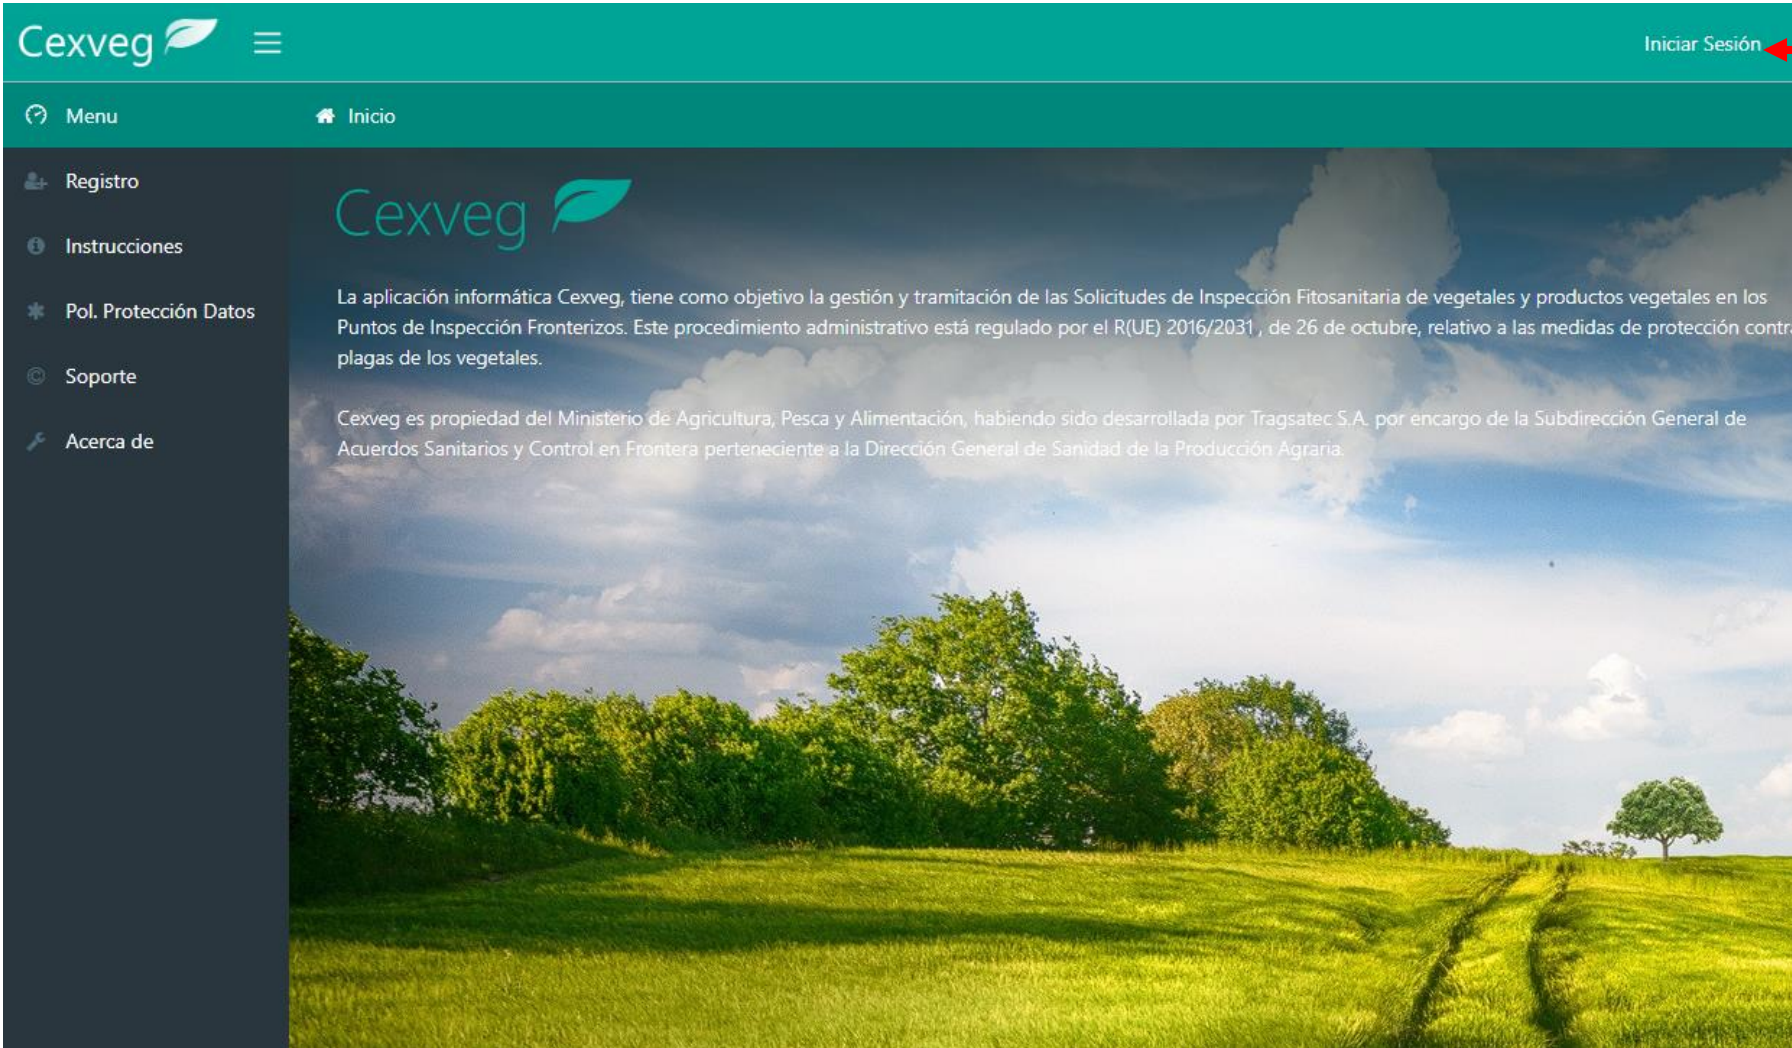 Cexveg
Iniciar Sesión
Menu
Inicio
Registro
Instrucciones
Pol. Protección Datos
Soporte
Acerca de
Cexveg
La aplicación informática Cexveg, tiene como objetivo la gestión y tramitación de las Solicitudes de Inspección Fitosanitaria de vegetales y productos vegetales en los
Puntos de Inspección Fronterizos. Este procedimiento administrativo está regulado por el R(UE) 2016/2031 , de 26 de octubre, relativo a las medidas de protección contra
plagas de los vegetales.
Cexveg es propiedad del Ministerio de Agricultura, Pesca y Alimentación, habiendo sido desarrollada por Tragsatec S.A. por encargo de la Subdirección General de
Acuerdos Sanitarios y Control en Frontera perteneciente a la Dirección General de Sanidad de la Producción Agraria.